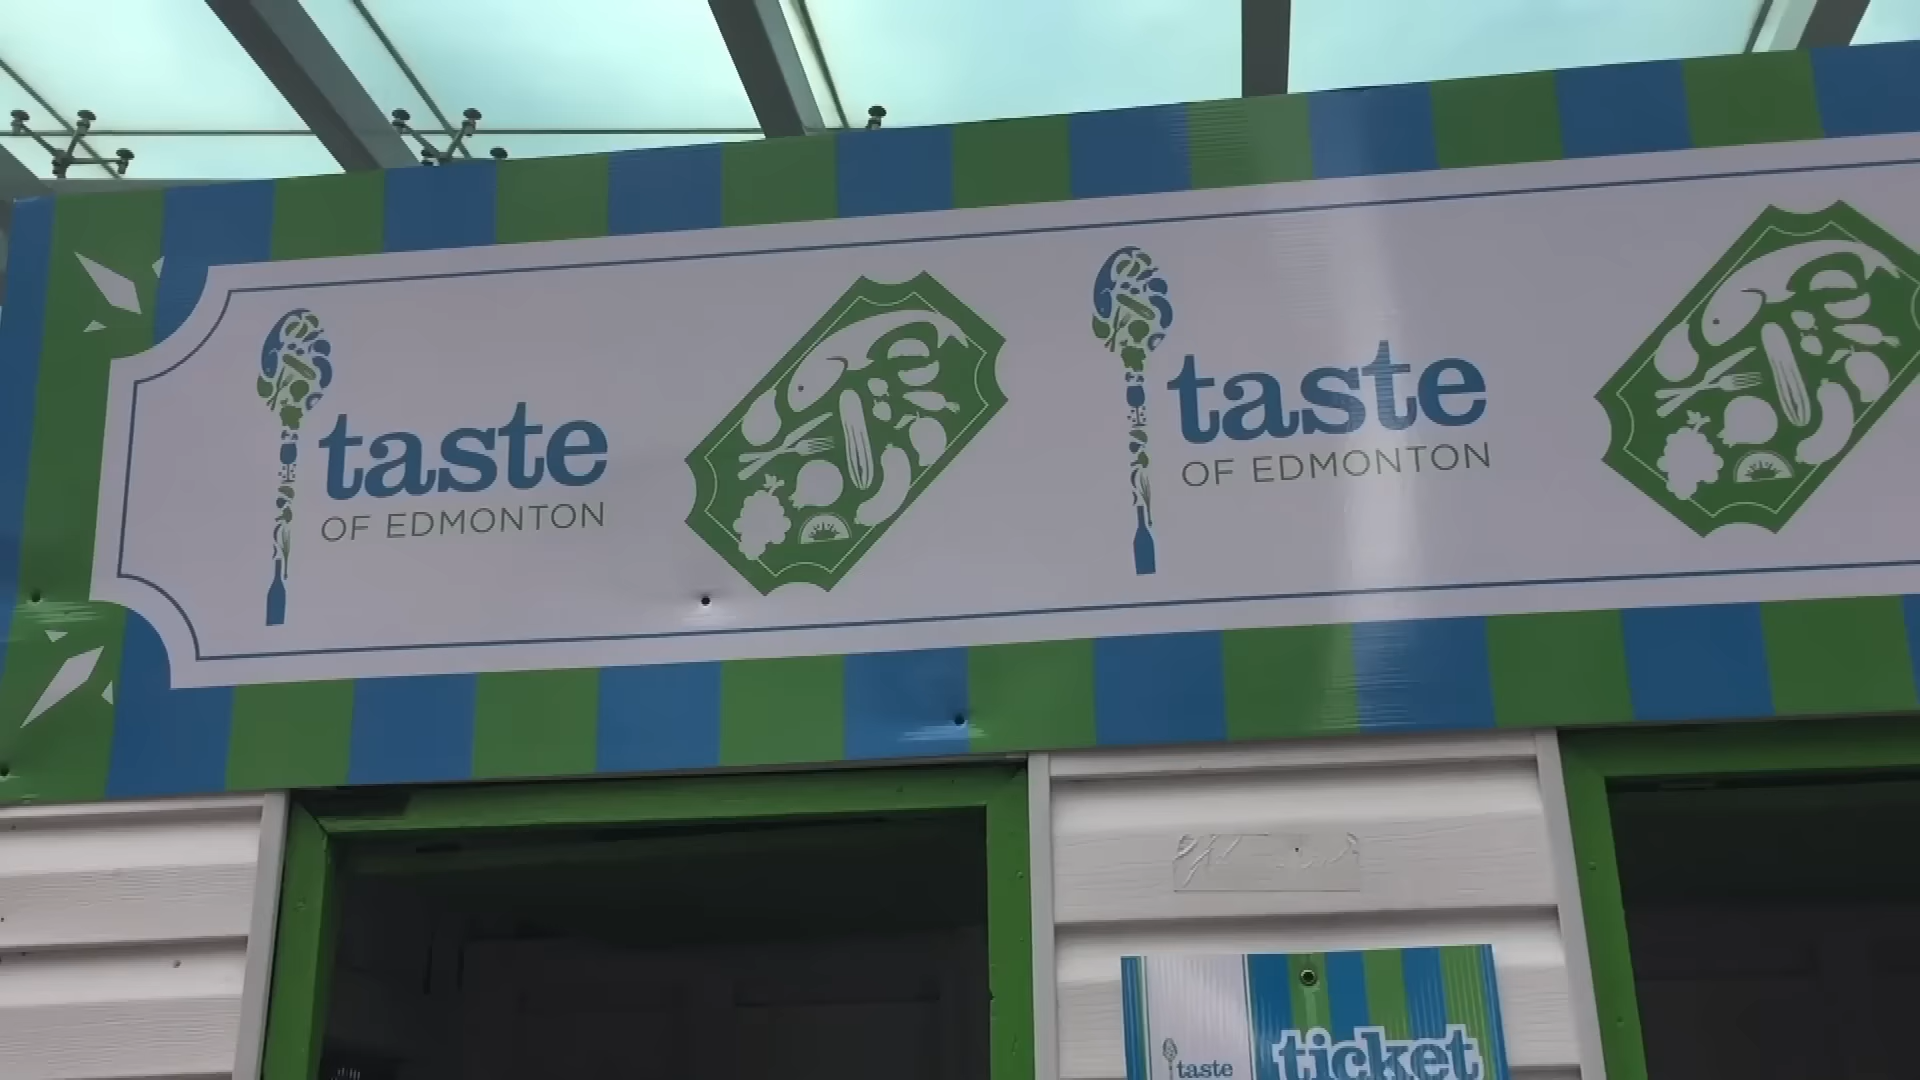 taste
OF EDMONTON
taste
OF EDMONTON
taste
ticket